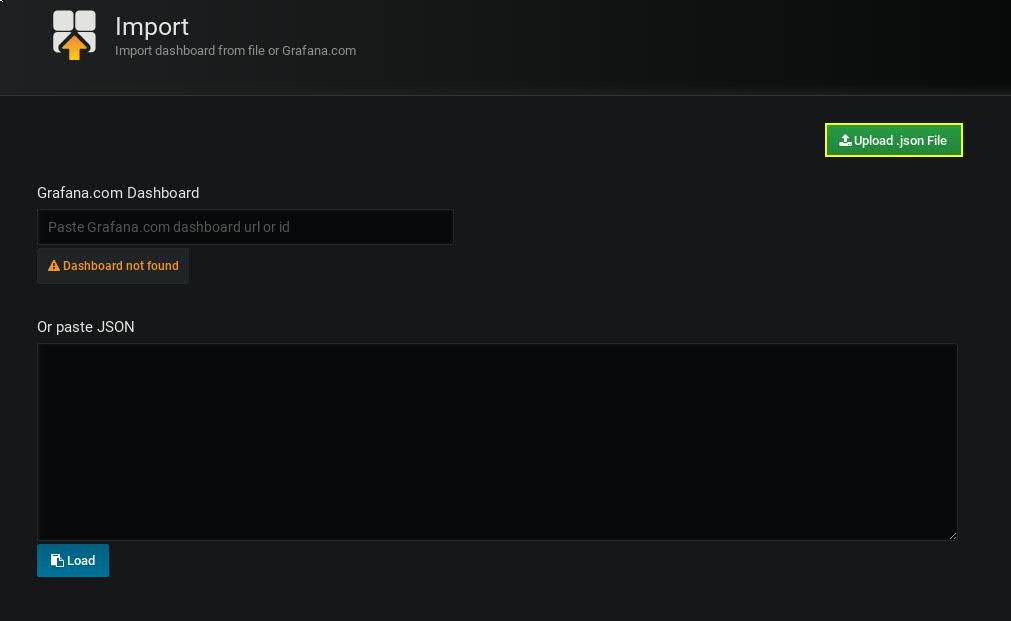 Import
Import dashboard from file or Grafana.com
Upload .json File
Grafana.com Dashboard
Paste Grafana.com dashboard url or id
Dashboard not found
Or paste JSON
Load